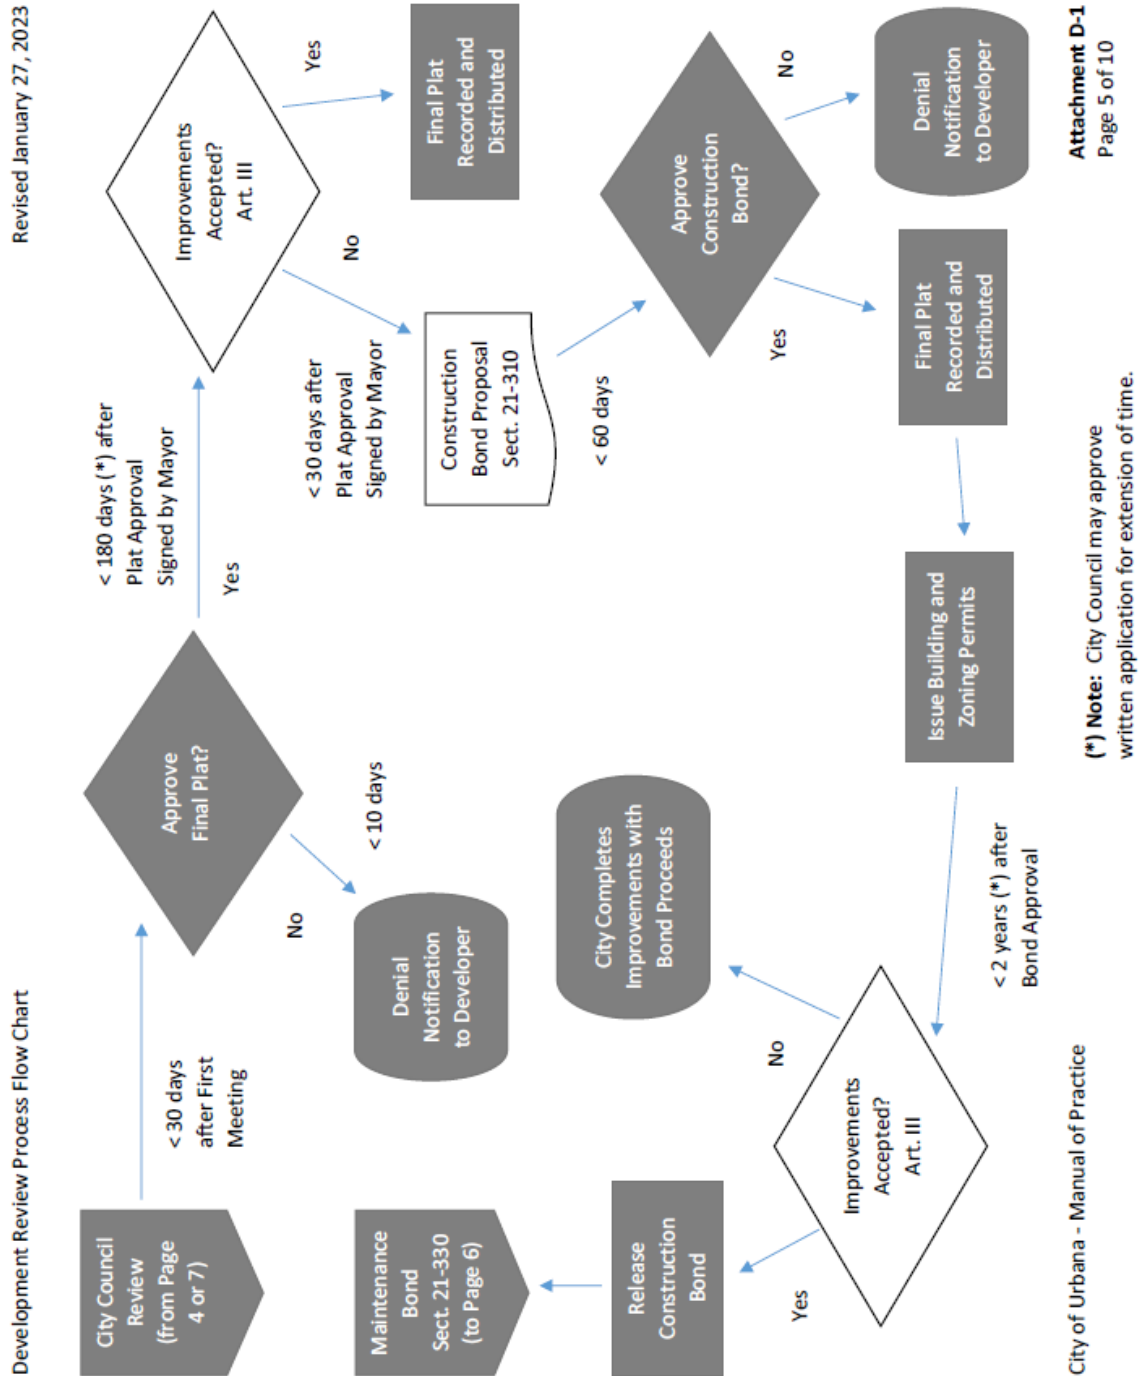 Development Review Process Flow Chart
Revised January 27, 2023
City Council
Review
(from Page
4 or 7)
< 30 days
after First
Meeting
Approve
Final Plat?
No
< 10 days
Denial
Notification
to Developer
Yes
< 180 days (*) after
Plat Approval
Signed by Mayor
Improvements
Accepted?
Art. III
Yes
Final Plat
Recorded and
Distributed
No
< 30 days after
Plat Approval
Signed by Mayor
Construction
Bond Proposal
Sect. 21-310
< 60 days
Approve
Construction
Bond?
No
Denial
Notification
to Developer
Yes
Final Plat
Recorded and
Distributed
Issue Building and
Zoning Permits
< 2 years (*) after
Bond Approval
Improvements
Accepted?
Art. III
No
City Completes
Improvements with
Bond Proceeds
Yes
Release
Construction
Bond
Maintenance
Bond
Sect. 21-330
(to Page 6)
City of Urbana - Manual of Practice
(*) Note: City Council may approve
written application for extension of time.
Attachment D-1
Page 5 of 10